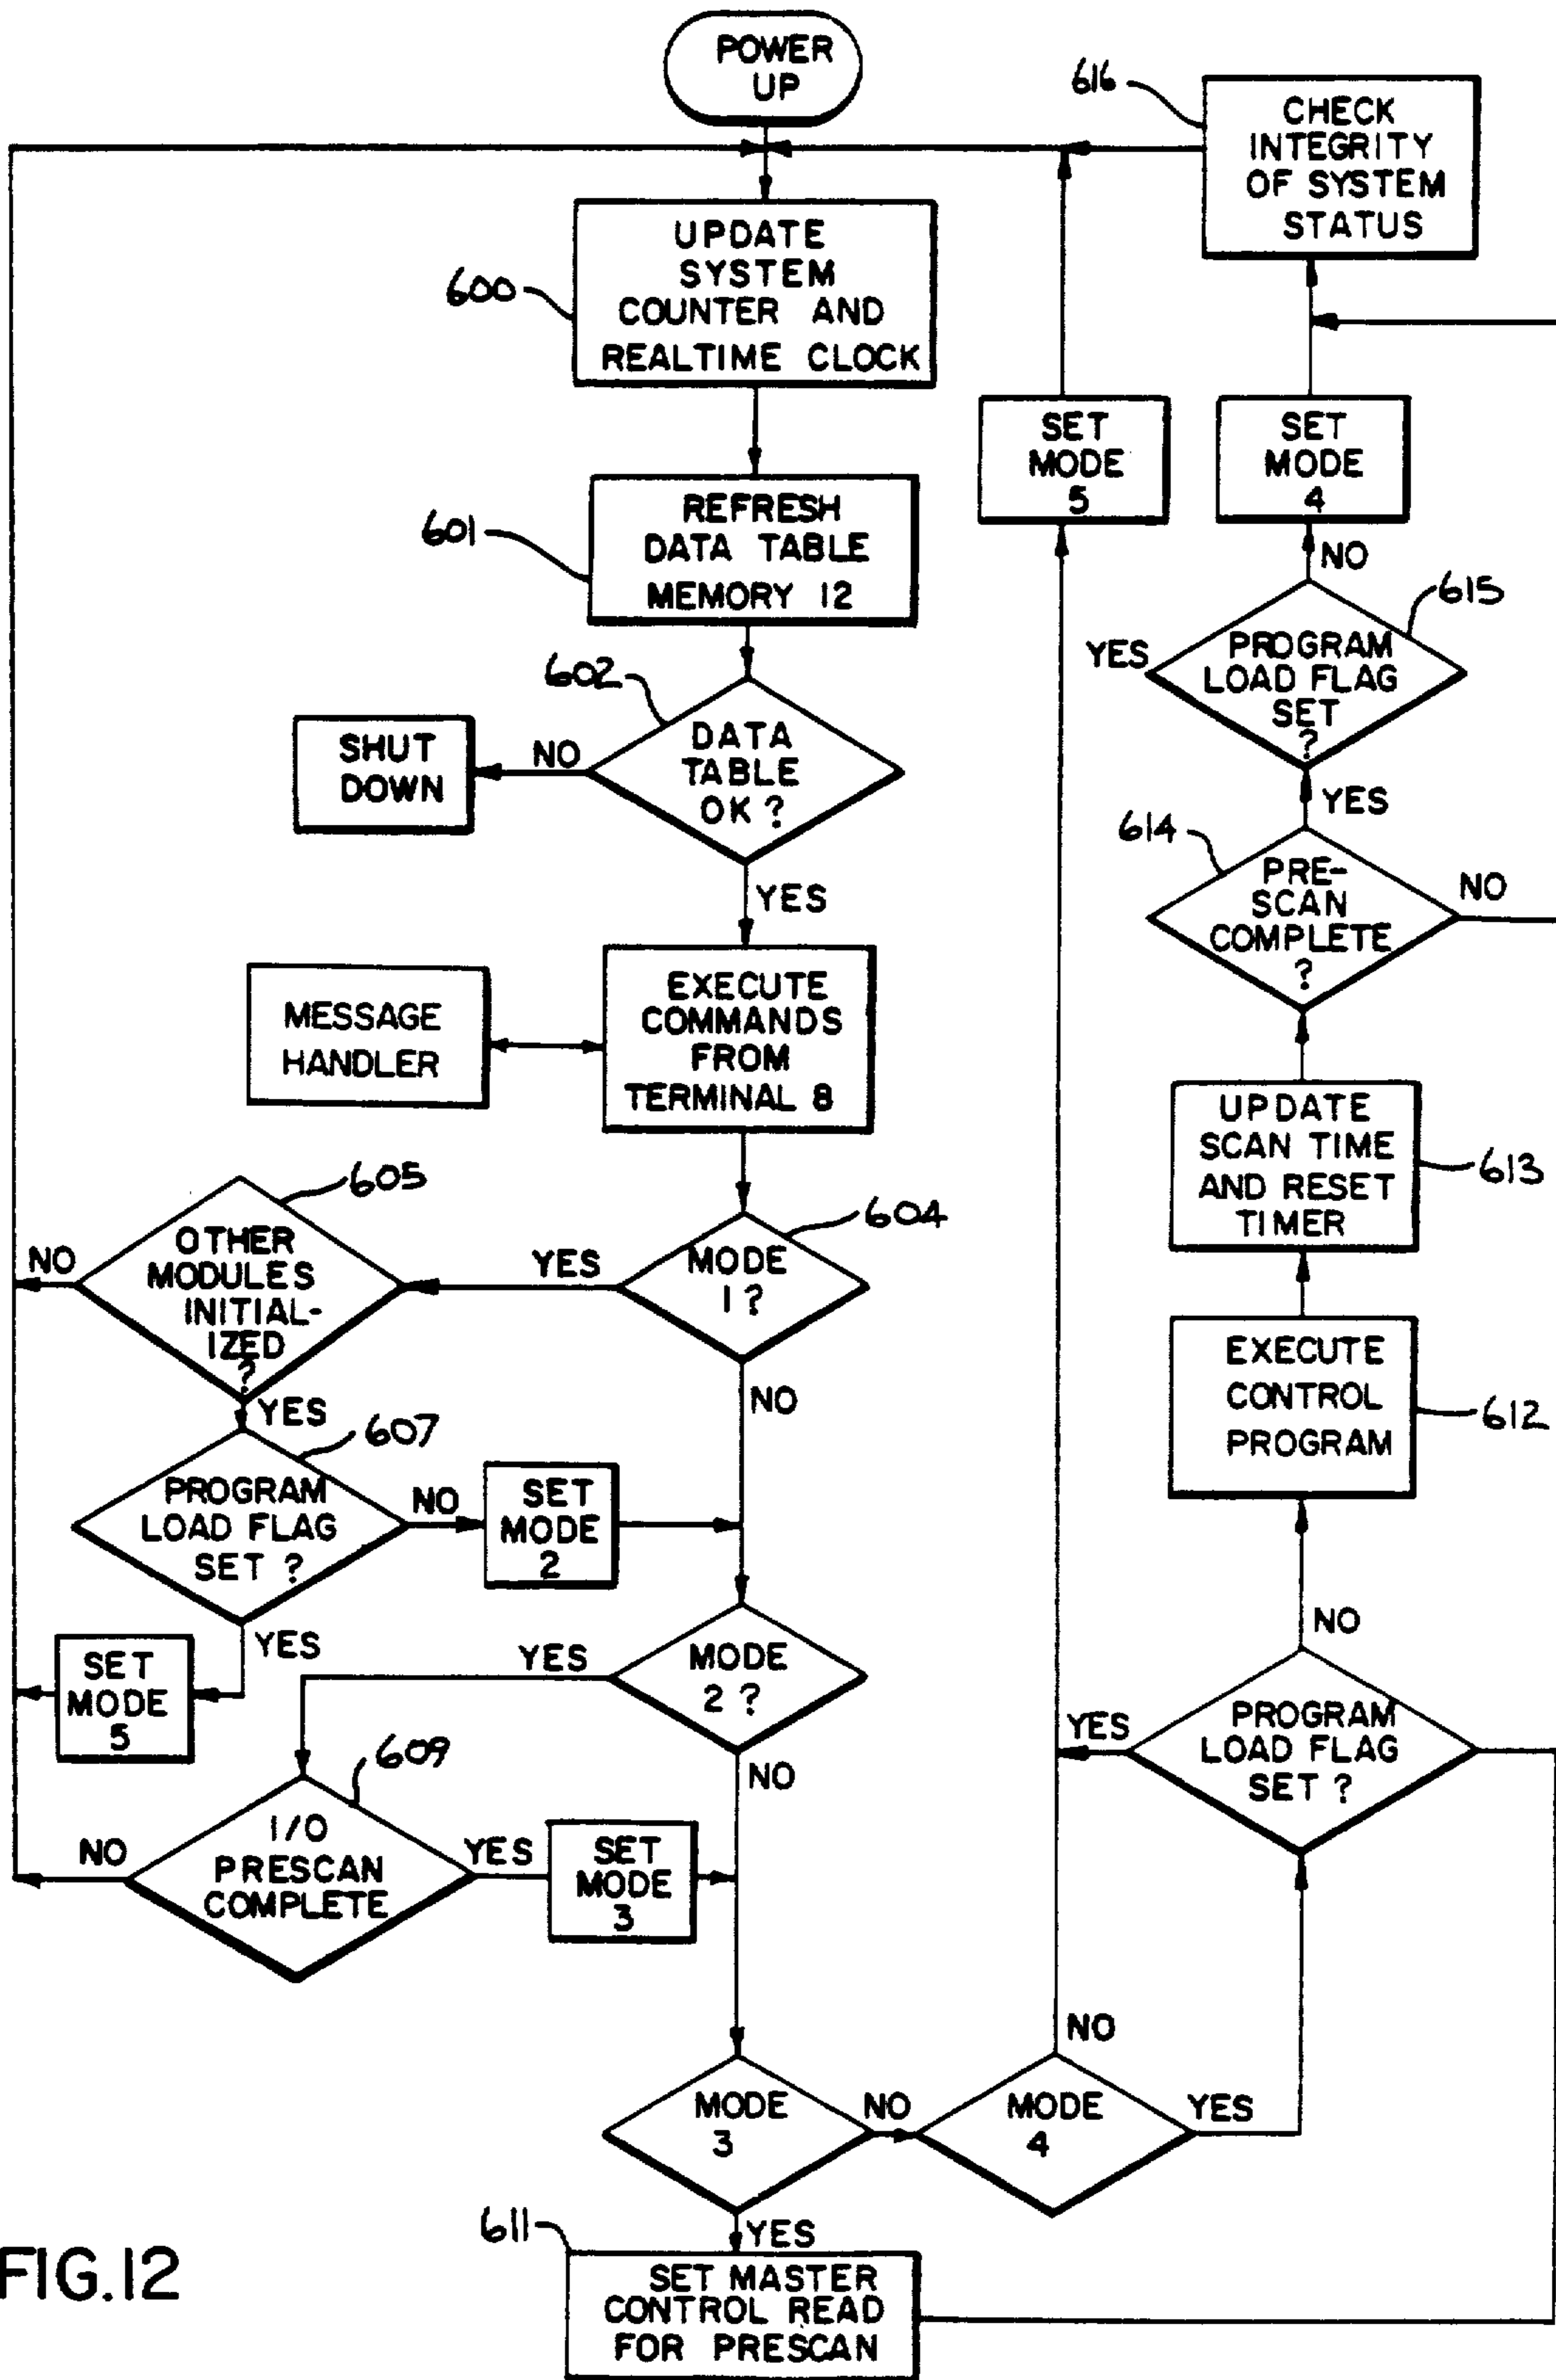 POWER
UP
616
CHECK
INTEGRITY
OF SYSTEM
STATUS
600
UPDATE
SYSTEM
COUNTER AND
REALTIME CLOCK
SET
MODE
5
SET
MODE
4
NO
601
REFRESH
DATA TABLE
MEMORY 12
615
YES
PROGRAM
LOAD FLAG
SET
?
YES
602
DATA
TABLE
OK ?
NO
SHUT
DOWN
YES
614
PRE-
SCAN
COMPLETE
?
NO
MESSAGE
HANDLER
EXECUTE
COMMANDS
FROM
TERMINAL 8
UPDATE
SCAN TIME
AND RESET
TIMER
613
605
OTHER
MODULES
INITIAL-
IZED
?
NO
YES
604
MODE
1 ?
YES
NO
EXECUTE
CONTROL
PROGRAM
612
607
PROGRAM
LOAD FLAG
SET ?
NO
SET
MODE
2
YES
SET
MODE
5
NO
YES
MODE
2 ?
NO
YES
PROGRAM
LOAD FLAG
SET ?
609
I/O
PRESCAN
COMPLETE
NO
YES
SET
MODE
3
NO
MODE
3
NO
MODE
4
YES
YES
611
SET MASTER
CONTROL READ
FOR PRESCAN
FIG.12